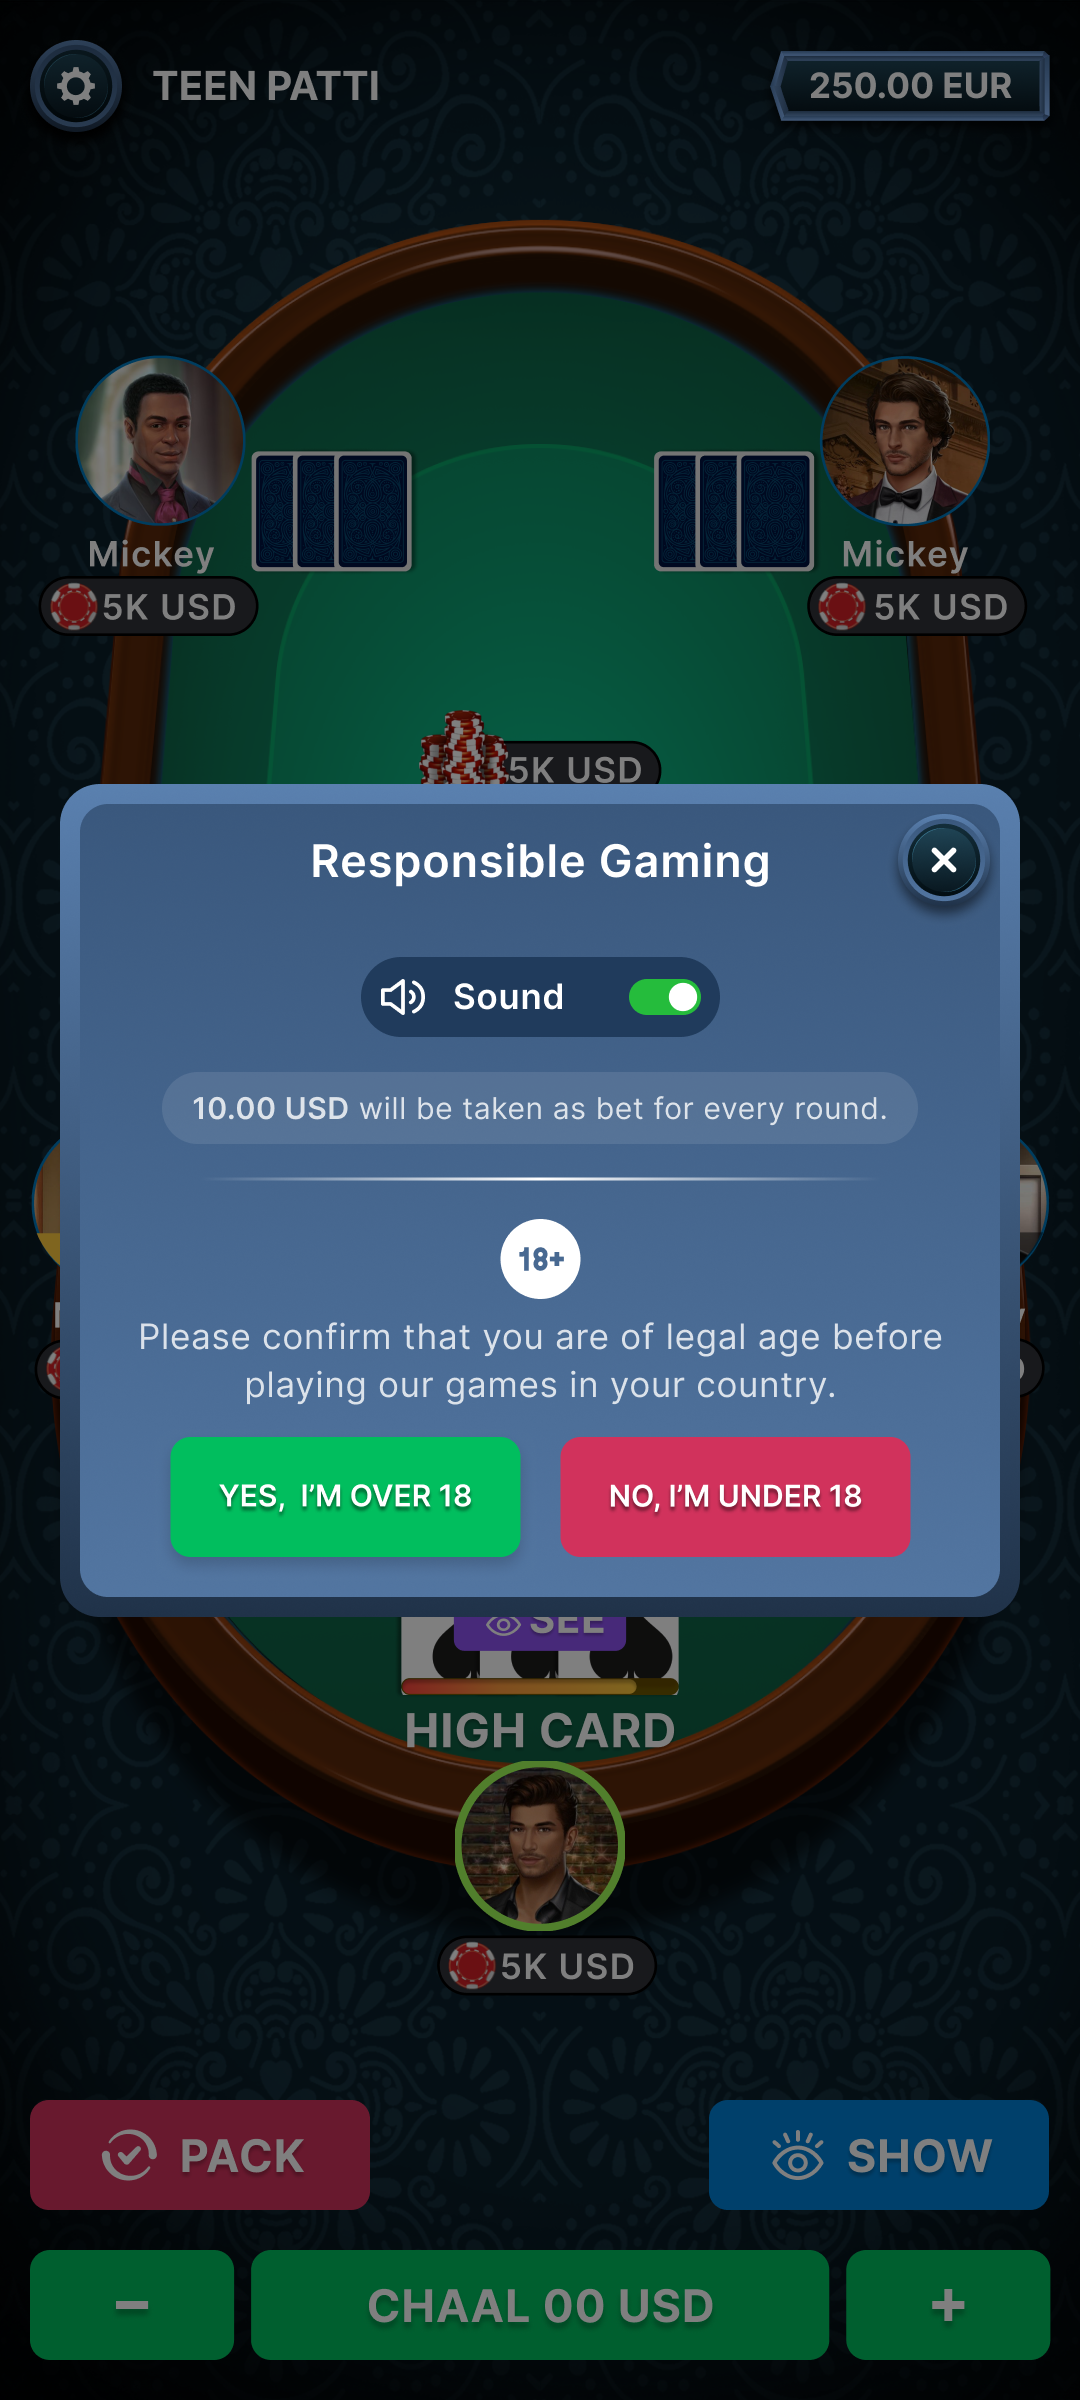 TEEN PATTI
250.00 EUR
Mickey
Mickey
5K USD
5K USD
5K USD
Responsible Gaming
Sound
10.00 USD will be taken as bet for every round.
18+
Please confirm that you are of legal age before
playing our games in your country.
YES, I'M OVER 18
NO, I'M UNDER 18
SEE
HIGH CARD
5K USD
PACK
SHOW
−
CHAAL 00 USD
+